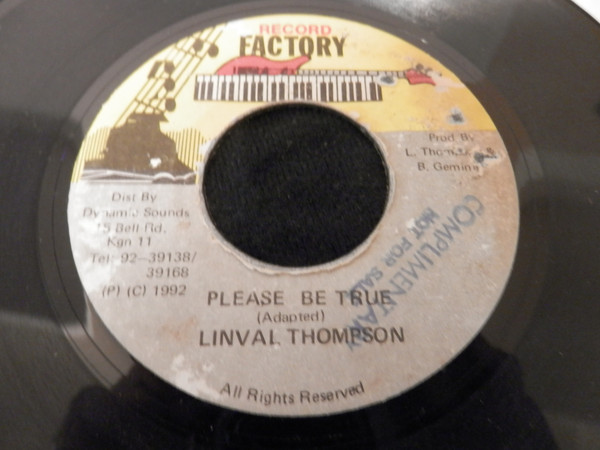 RECORD
FACTORY
Prod By
L. Thompson
B. Gemini
Dist By
Dynamic Sounds
15 Bell Rd,
Kgn 11
Tel: 92-39138/
39168
(P) (C) 1992
COMPLIMENTARY
NOT FOR SALE
PLEASE BE TRUE
(Adapted)
LINVAL THOMPSON
All Rights Reserved